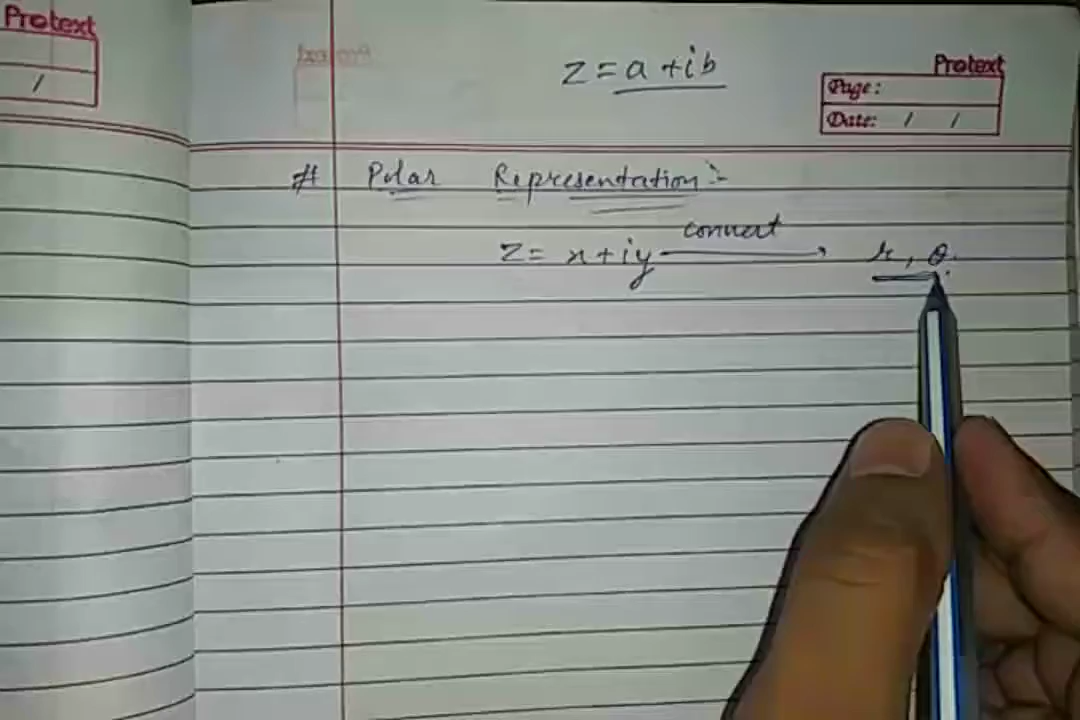 Protext
/
z = a + ib
Protext
Page:
Date: / /
# Polar Representation :-
z = x + iy convert r, θ